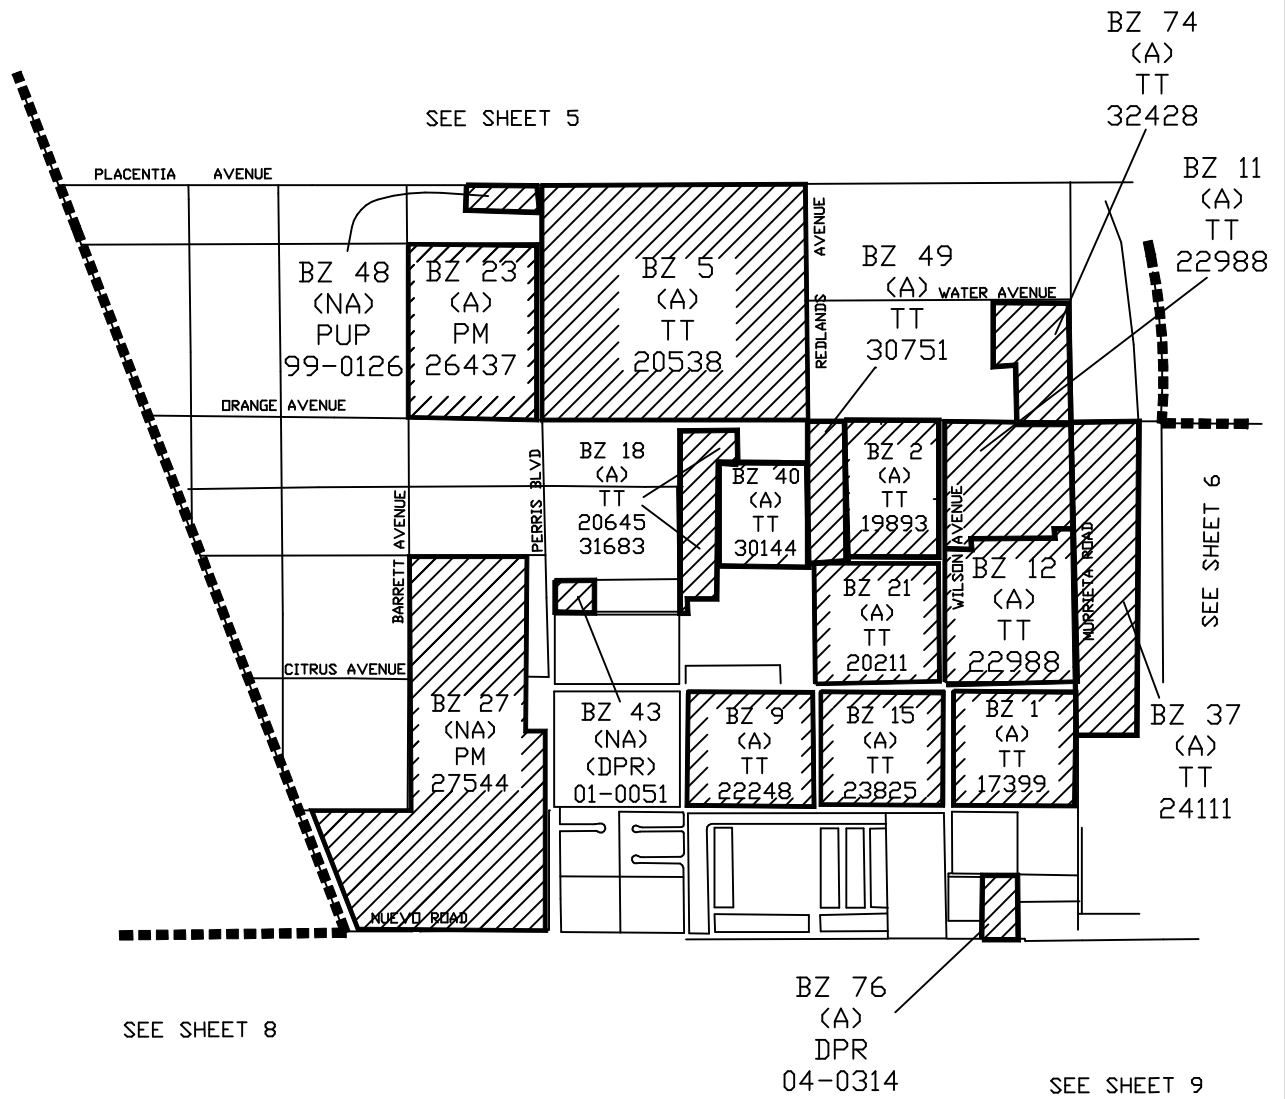 BZ 74
(A)
TT
32428
SEE SHEET 5
BZ 11
(A)
TT
22988
PLACENTIA AVENUE
REDLANDS AVENUE
BZ 48
(NA)
PUP
99-0126
BZ 23
(A)
PM
26437
BZ 5
(A)
TT
20538
BZ 49
(A)
TT
30751
WATER AVENUE
ORANGE AVENUE
BARRETT AVENUE
PERRIS BLVD
BZ 18
(A)
TT
20645
31683
BZ 40
(A)
TT
30144
BZ 2
(A)
TT
19893
WILSON AVENUE
MURRIETA ROAD
SEE SHEET 6
BZ 21
(A)
TT
20211
BZ 12
(A)
TT
22988
CITRUS AVENUE
BZ 27
(NA)
PM
27544
BZ 43
(NA)
(DPR)
01-0051
BZ 9
(A)
TT
22248
BZ 15
(A)
TT
23825
BZ 1
(A)
TT
17399
BZ 37
(A)
TT
24111
NUEVO ROAD
BZ 76
(A)
DPR
04-0314
SEE SHEET 8
SEE SHEET 9